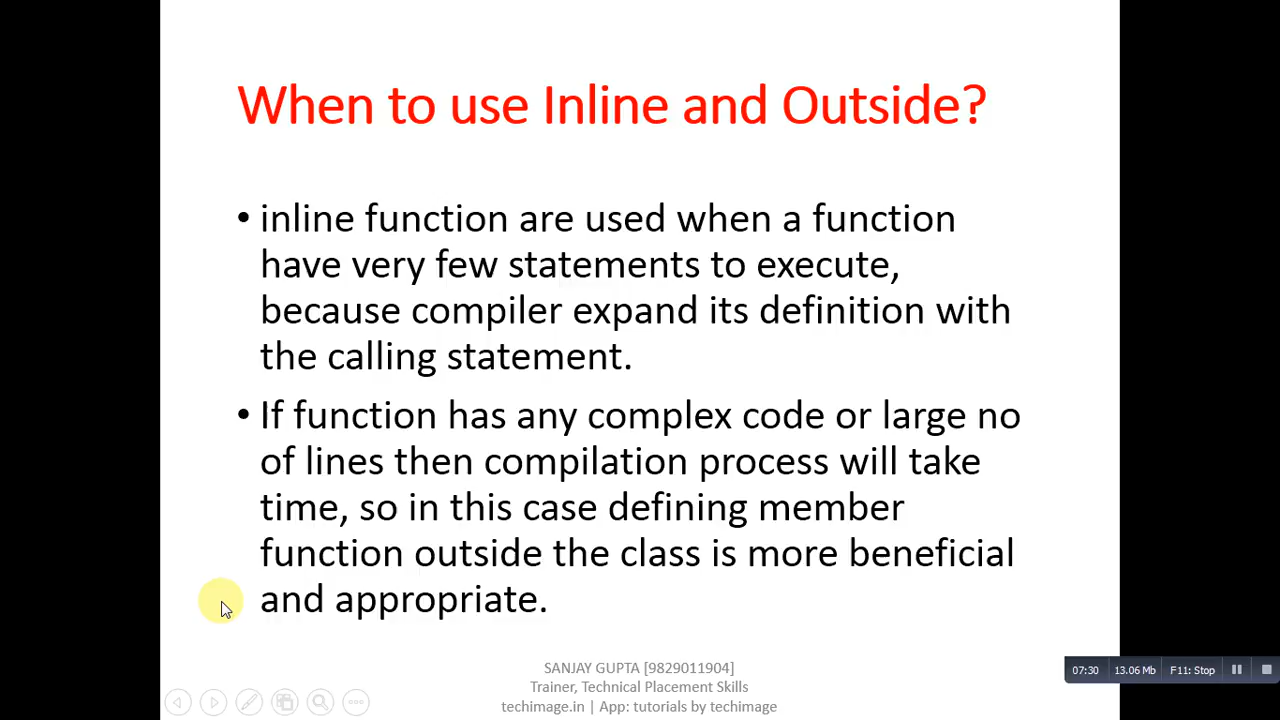 When to use Inline and Outside?
• inline function are used when a function
have very few statements to execute,
because compiler expand its definition with
the calling statement.
• If function has any complex code or large no
of lines then compilation process will take
time, so in this case defining member
function outside the class is more beneficial
and appropriate.
SANJAY GUPTA [9829011904]
Trainer, Technical Placement Skills
techimage.in | App: tutorials by techimage
07:30 13.06 Mb F11: Stop